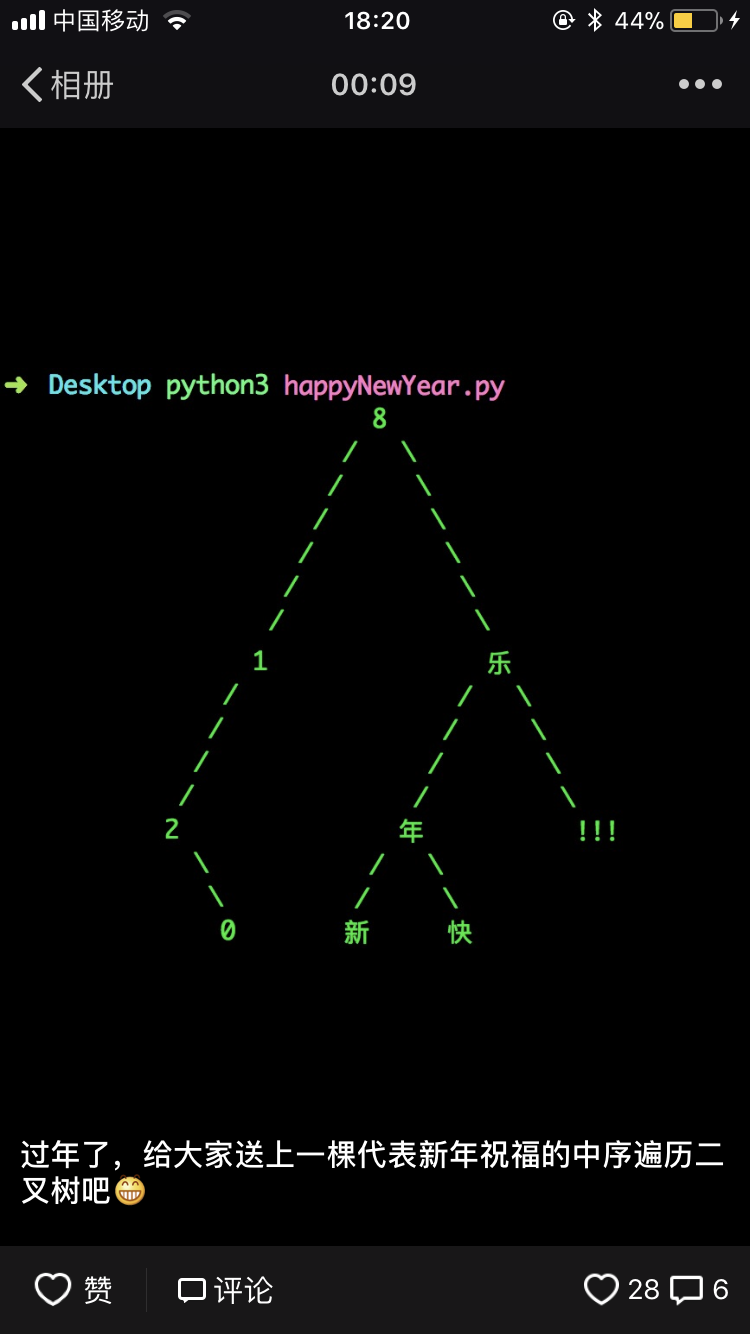 中国移动 18:20 44%
相册 00:09
➜ Desktop python3 happyNewYear.py
8
/ \
/ \
/ \
/ \
/ \
/ \
1 乐
/ / \
/ / \
/ / \
/ / \
2 年 !!!
\ / \
\ / \
0 新 快
过年了，给大家送上一棵代表新年祝福的中序遍历二
叉树吧😁
赞 评论 28 6